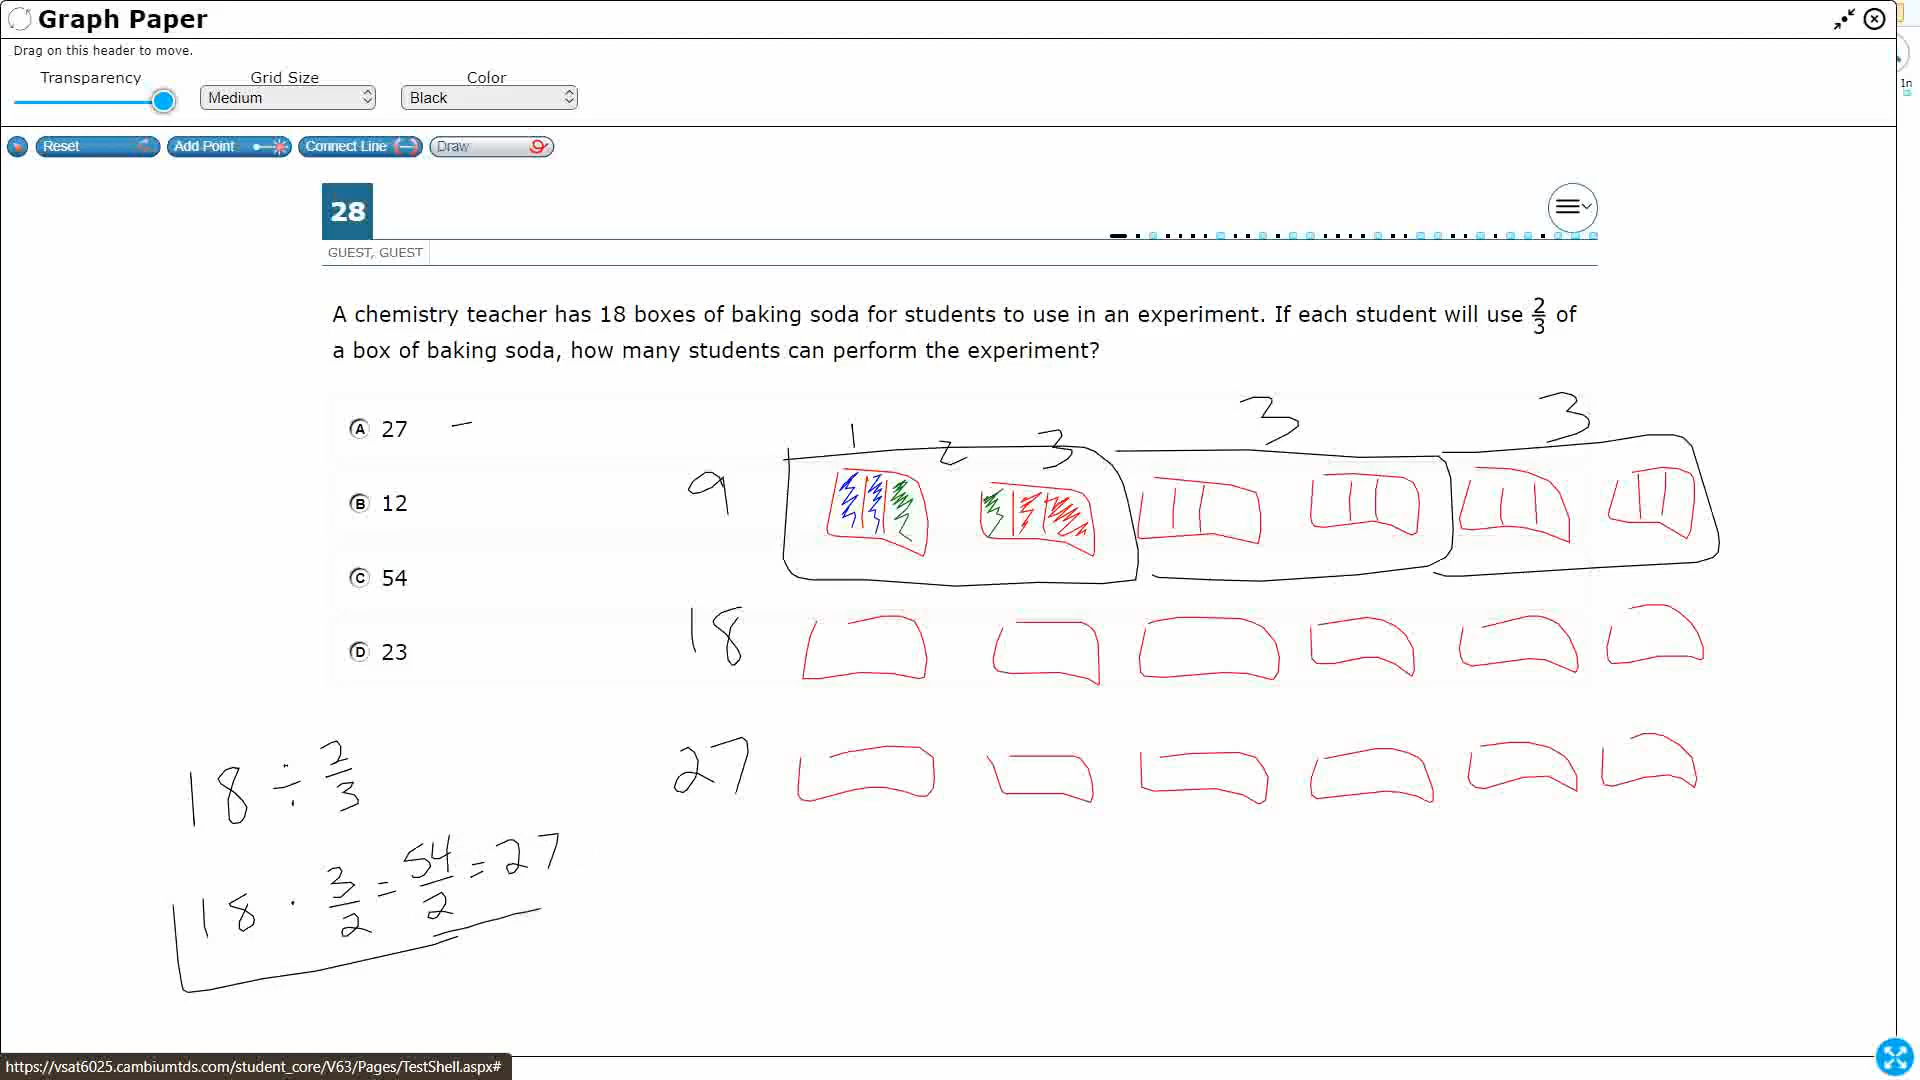 Graph Paper
Drag on this header to move.
Transparency Grid Size Color
Medium Black
Reset Add Point Connect Line Draw
1n
28
GUEST, GUEST
A chemistry teacher has 18 boxes of baking soda for students to use in an experiment. If each student will use 2/3 of
a box of baking soda, how many students can perform the experiment?
A 27 –
B 12
C 54
D 23
1 2 3 3 3
9
18
27
18 ÷ 2/3
18 · 3/2 = 54/2 = 27
https://vsat6025.cambiumtds.com/student_core/V63/Pages/TestShell.aspx#